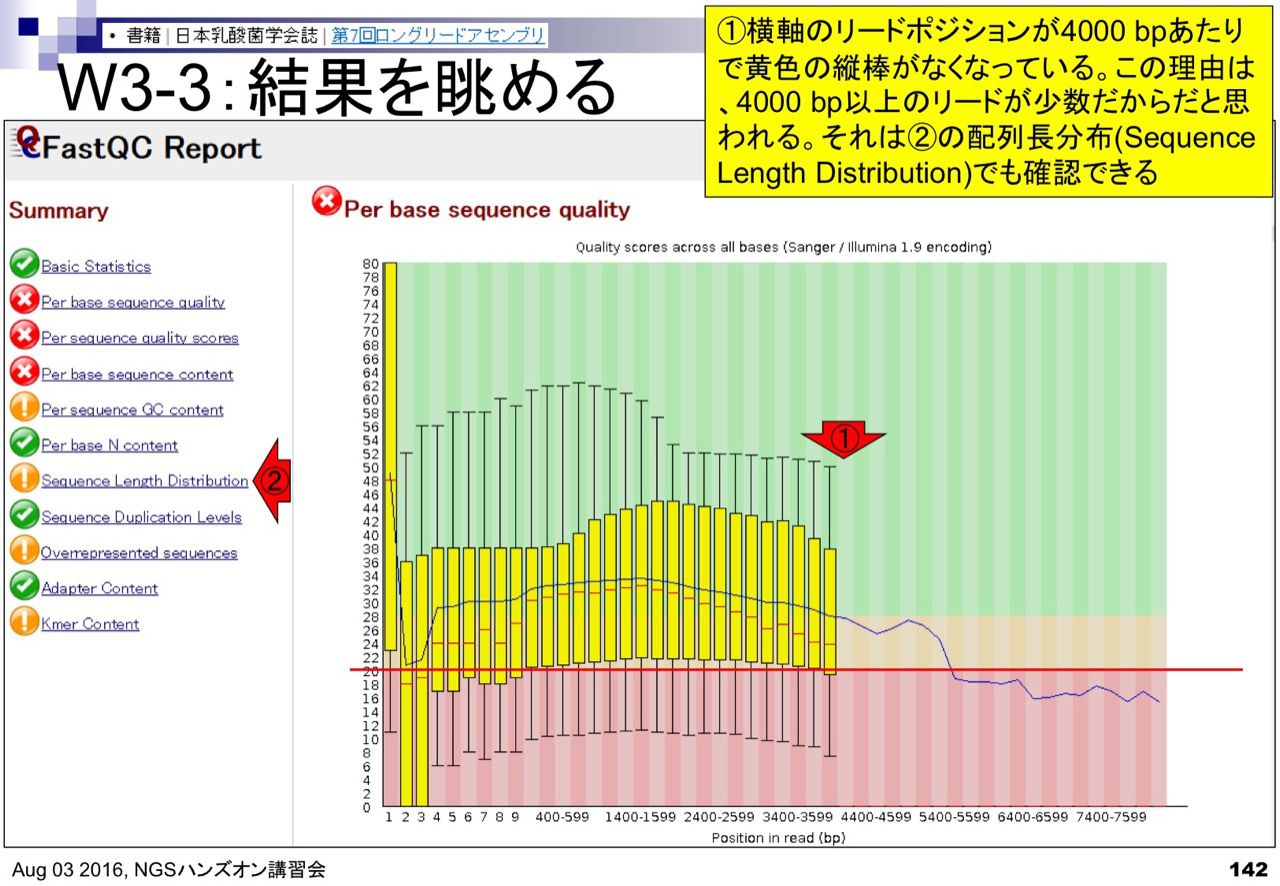 • 書籍 | 日本乳酸菌学会誌 | 第7回ロングリードアセンブリ
W3-3:結果を眺める
①横軸のリードポジションが4000 bpあたり
で黄色の縦棒がなくなっている。この理由は
、4000 bp以上のリードが少数だからだと思
われる。それは②の配列長分布(Sequence
Length Distribution)でも確認できる
FastQC Report
Summary
Basic Statistics
Per base sequence quality
Per sequence quality scores
Per base sequence content
Per sequence GC content
Per base N content
Sequence Length Distribution
②
Sequence Duplication Levels
Overrepresented sequences
Adapter Content
Kmer Content
Per base sequence quality
Quality scores across all bases (Sanger / Illumina 1.9 encoding)
80
78
76
74
72
70
68
66
64
62
60
58
56
54
52
50
48
46
44
42
40
38
36
34
32
30
28
26
24
22
20
18
16
14
12
10
8
6
4
2
0
①
1 2 3 4 5 6 7 8 9 400-599 1400-1599 2400-2599 3400-3599 4400-4599 5400-5599 6400-6599 7400-7599
Position in read (bp)
Aug 03 2016, NGSハンズオン講習会
142